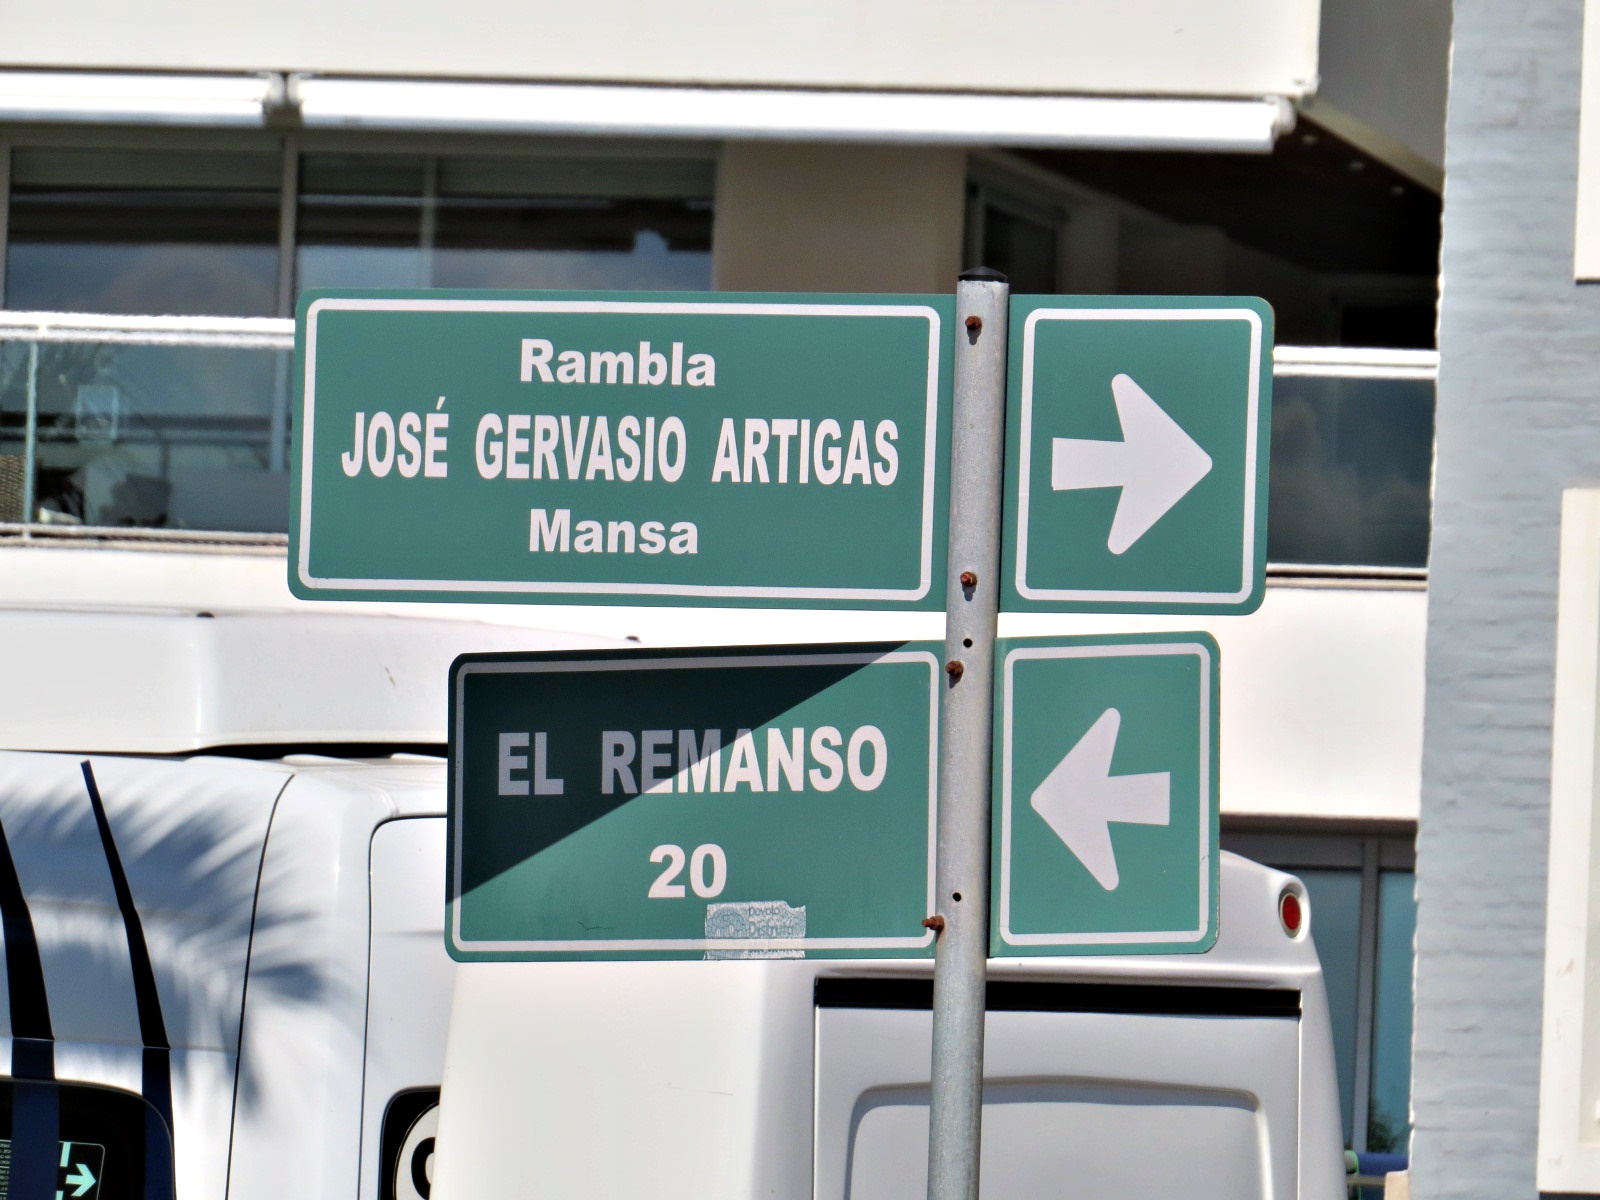 Rambla
JOSÉ GERVASIO ARTIGAS
Mansa
EL REMANSO
20